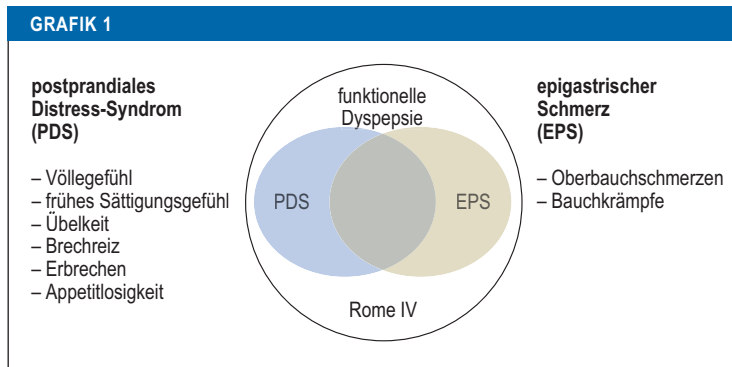 GRAFIK 1
postprandiales
Distress-Syndrom
(PDS)
– Völlegefühl
– frühes Sättigungsgefühl
– Übelkeit
– Brechreiz
– Erbrechen
– Appetitlosigkeit
funktionelle
Dyspepsie
PDS
EPS
Rome IV
epigastrischer
Schmerz
(EPS)
– Oberbauchschmerzen
– Bauchkrämpfe